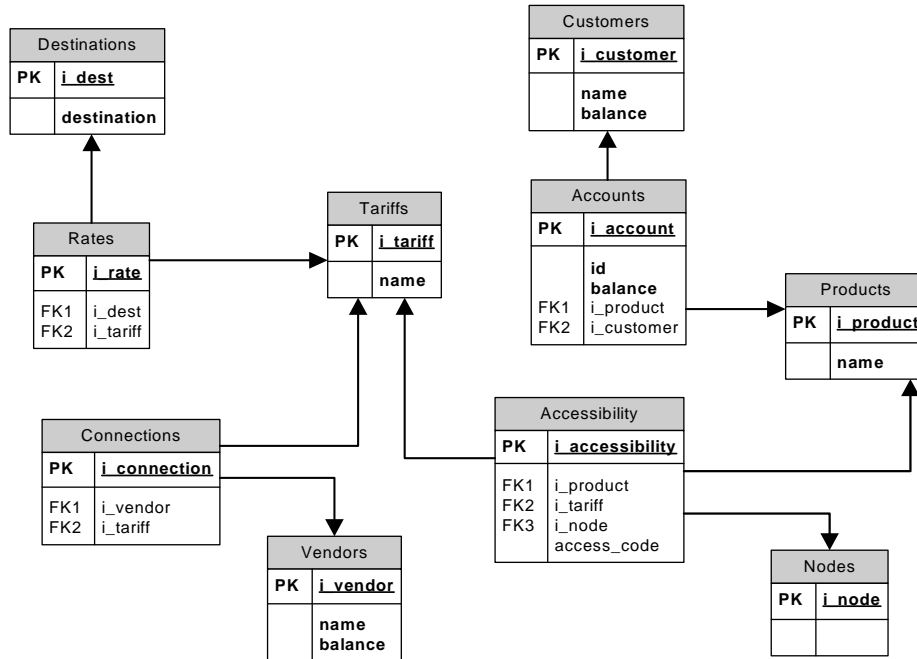 Destinations
PK i_dest
destination
Customers
PK i_customer
name
balance
Tariffs
PK i_tariff
name
Accounts
PK i_account
id
balance
FK1 i_product
FK2 i_customer
Rates
PK i_rate
FK1 i_dest
FK2 i_tariff
Products
PK i_product
name
Connections
PK i_connection
FK1 i_vendor
FK2 i_tariff
Accessibility
PK i_accessibility
FK1 i_product
FK2 i_tariff
FK3 i_node
access_code
Vendors
PK i_vendor
name
balance
Nodes
PK i_node